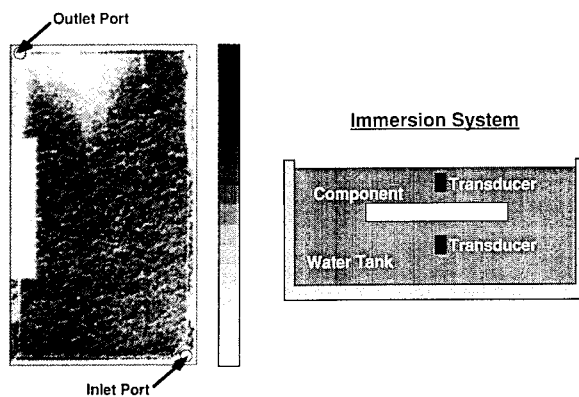 Outlet Port
Immersion System
Transducer
Component
Transducer
Water Tank
Inlet Port